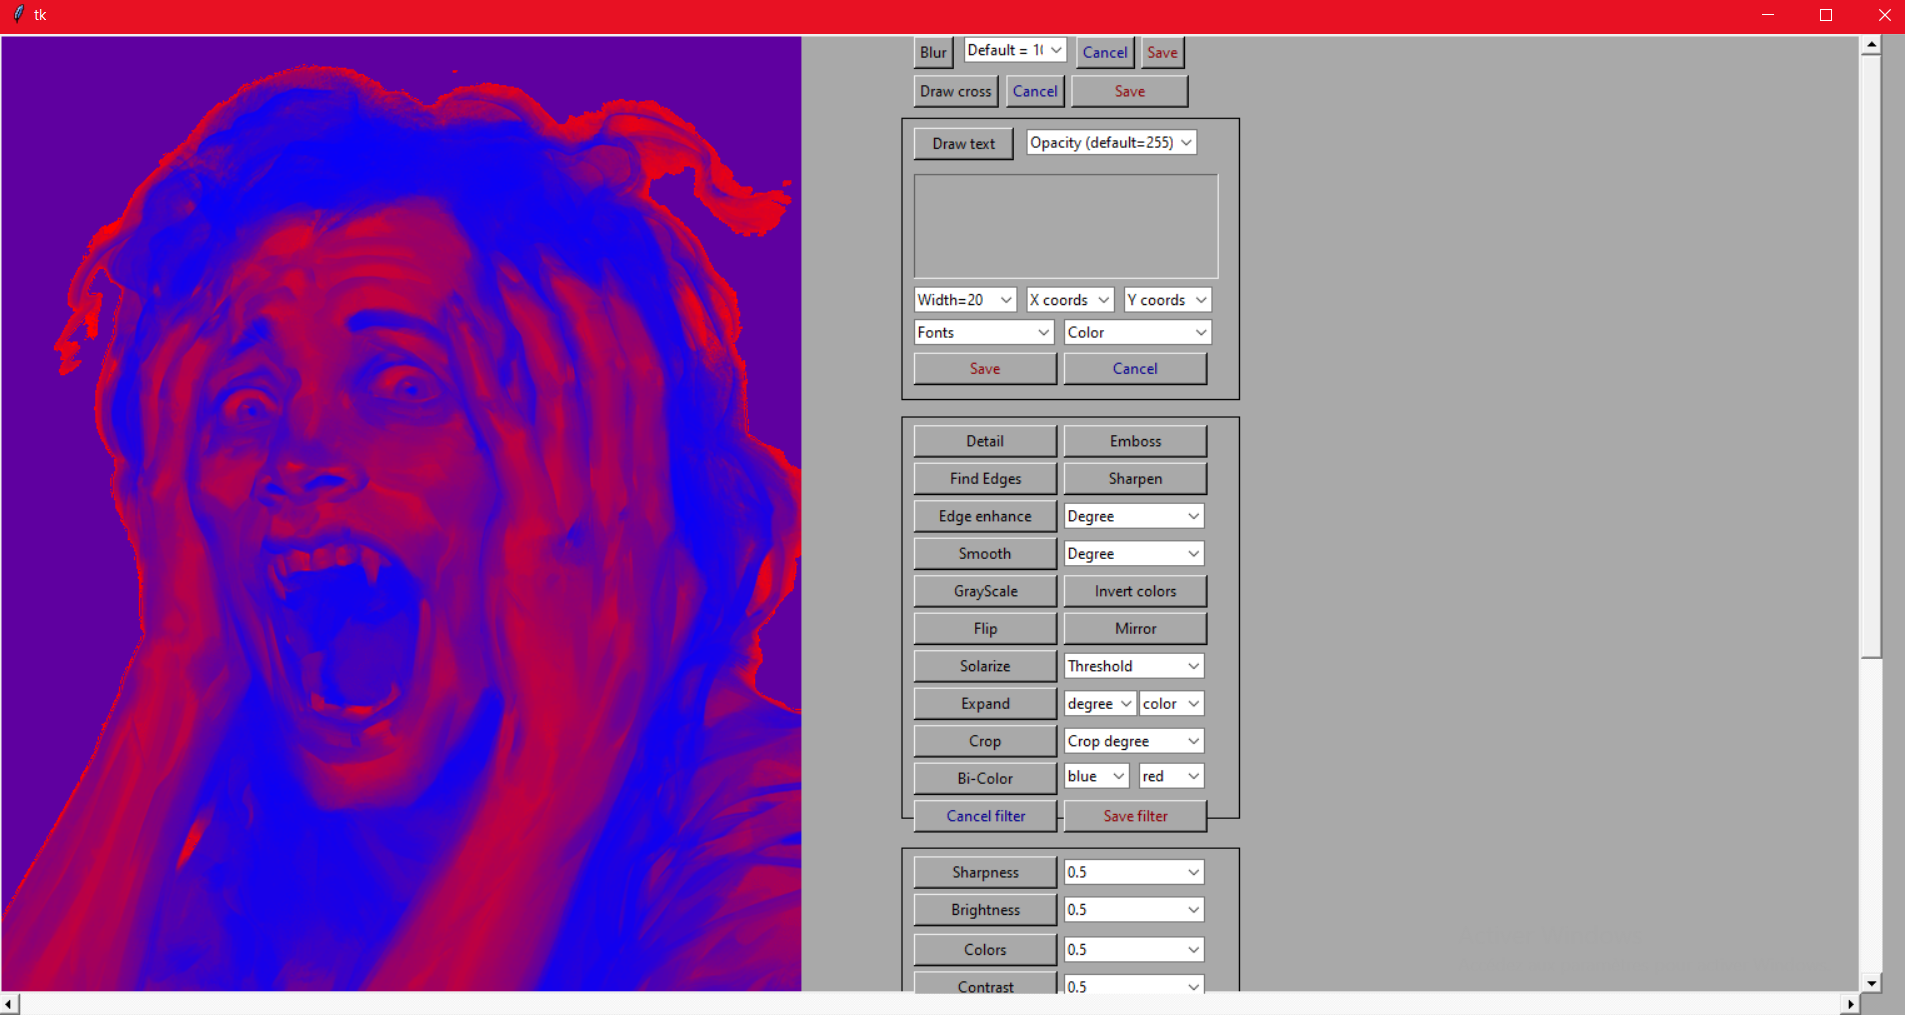 tk
Blur Default = 10 Cancel Save
Draw cross Cancel Save
Draw text Opacity (default=255)
Width=20 X coords Y coords
Fonts Color
Save Cancel
Detail Emboss
Find Edges Sharpen
Edge enhance Degree
Smooth Degree
GrayScale Invert colors
Flip Mirror
Solarize Threshold
Expand degree color
Crop Crop degree
Bi-Color blue red
Cancel filter Save filter
Sharpness 0.5
Brightness 0.5
Colors 0.5
Contrast 0.5